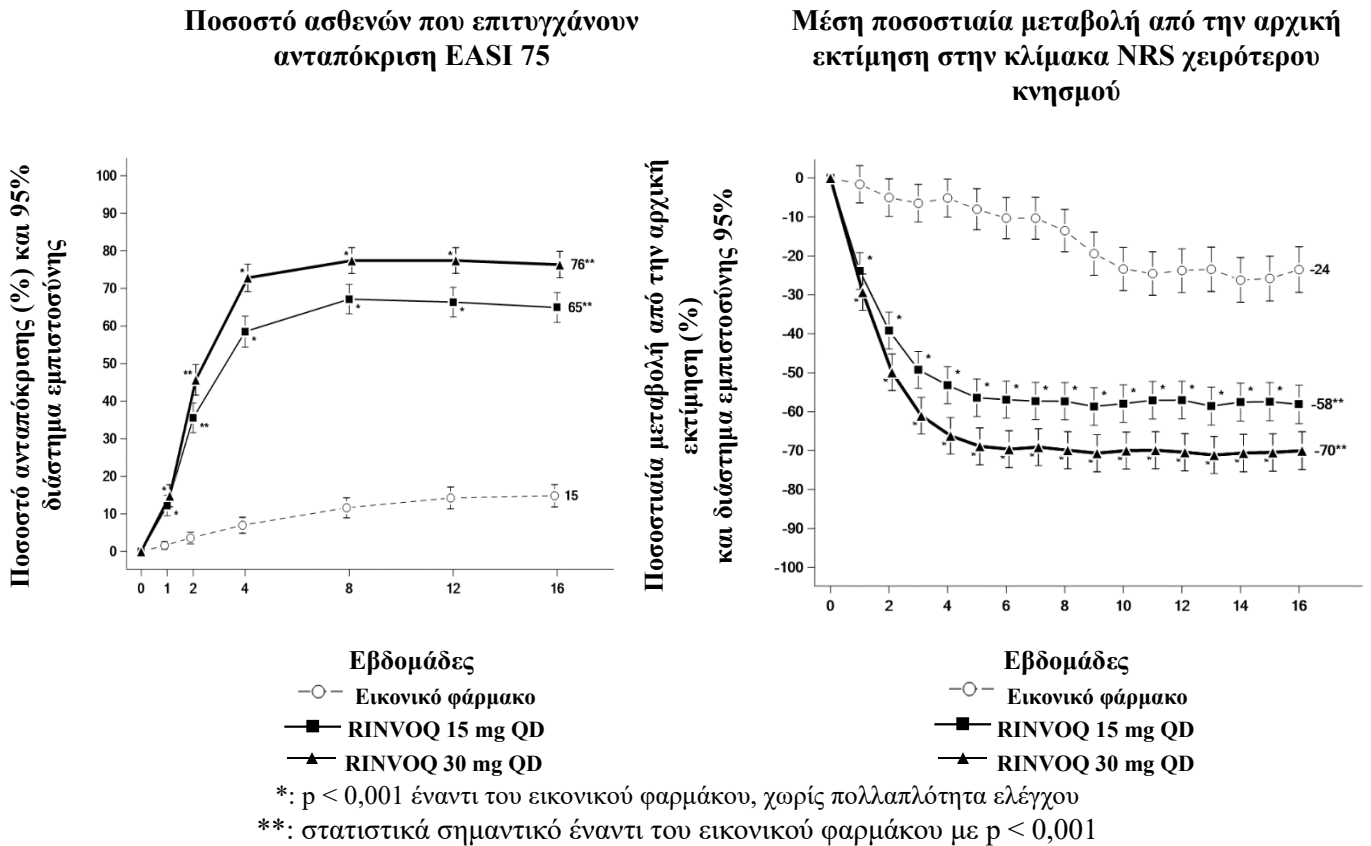 Ποσοστό ασθενών που επιτυγχάνουν
ανταπόκριση EASI 75
Ποσοστό ανταπόκρισης (%) και 95%
διάστημα εμπιστοσύνης
100
90
80
70
60
50
40
30
20
10
0
0 1 2 4 8 12 16
* * ** ** * * * * * *
76**
65**
15
Εβδομάδες
Εικονικό φάρμακο
RINVOQ 15 mg QD
RINVOQ 30 mg QD
Μέση ποσοστιαία μεταβολή από την αρχική
εκτίμηση στην κλίμακα NRS χειρότερου
κνησμού
Ποσοστιαία μεταβολή από την αρχική
εκτίμηση (%)
και διάστημα εμπιστοσύνης 95%
0
-10
-20
-30
-40
-50
-60
-70
-80
-90
-100
0 2 4 6 8 10 12 14 16
* * * * * * * * * * * * * * *
* * * * * * * * * * * * * * *
-24
-58**
-70**
Εβδομάδες
Εικονικό φάρμακο
RINVOQ 15 mg QD
RINVOQ 30 mg QD
*: p < 0,001 έναντι του εικονικού φαρμάκου, χωρίς πολλαπλότητα ελέγχου
**: στατιστικά σημαντικό έναντι του εικονικού φαρμάκου με p < 0,001